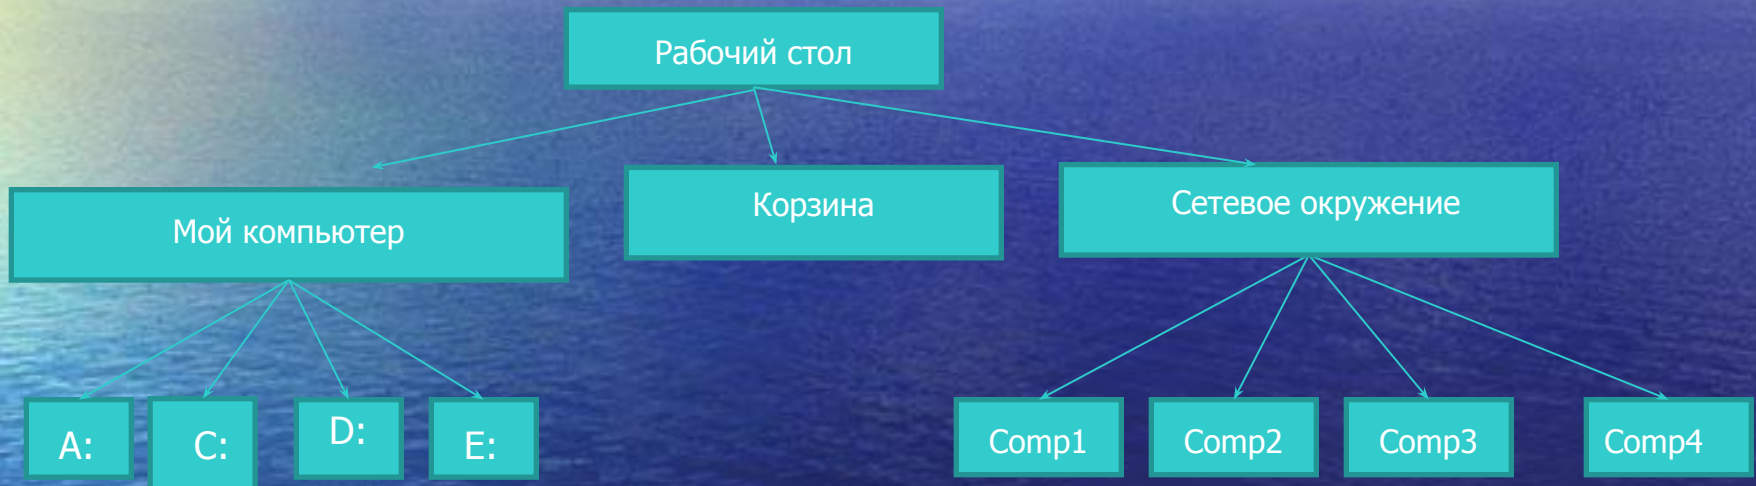 Рабочий стол
Мой компьютер
Корзина
Сетевое окружение
A:
C:
D:
E:
Comp1
Comp2
Comp3
Comp4